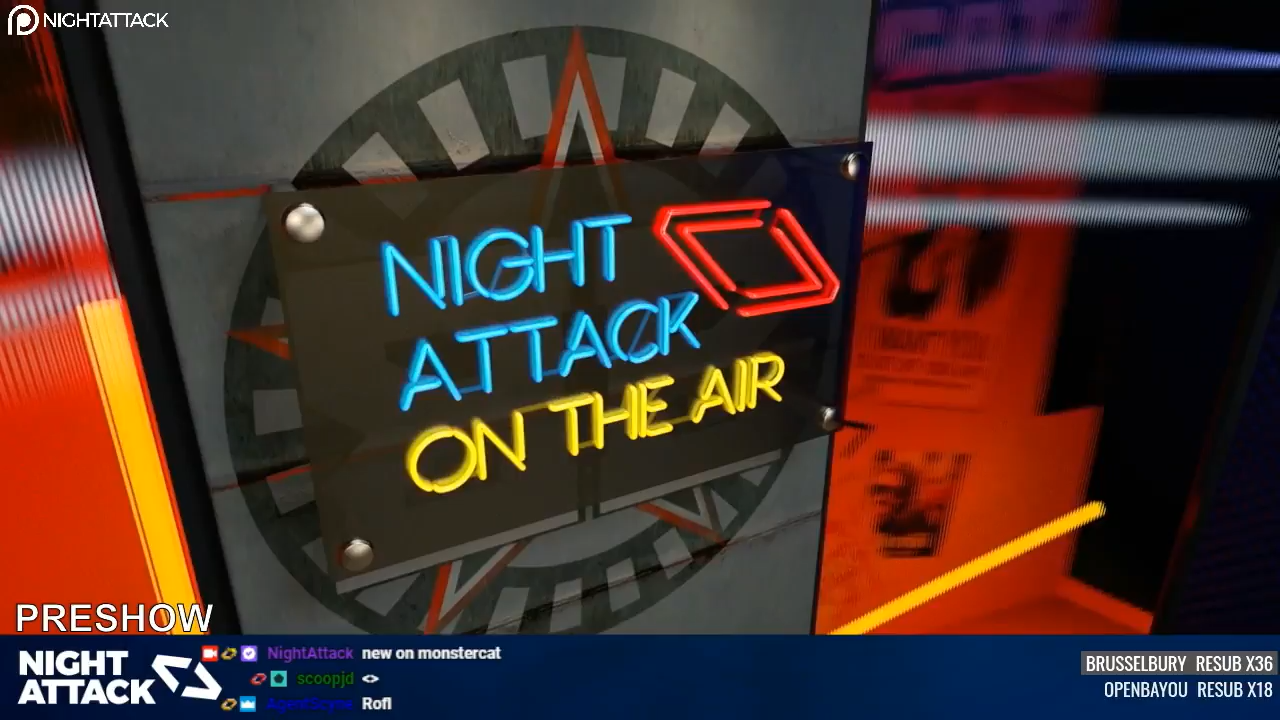 NIGHTATTACK
NIGHT
ATTACK
ON THE AIR
PRESHOW
NIGHT
ATTACK
NightAttack new on monstercat
scoopjd
AgentScyne Rofl
BRUSSELBURY RESUB X36
OPENBAYOU RESUB X18